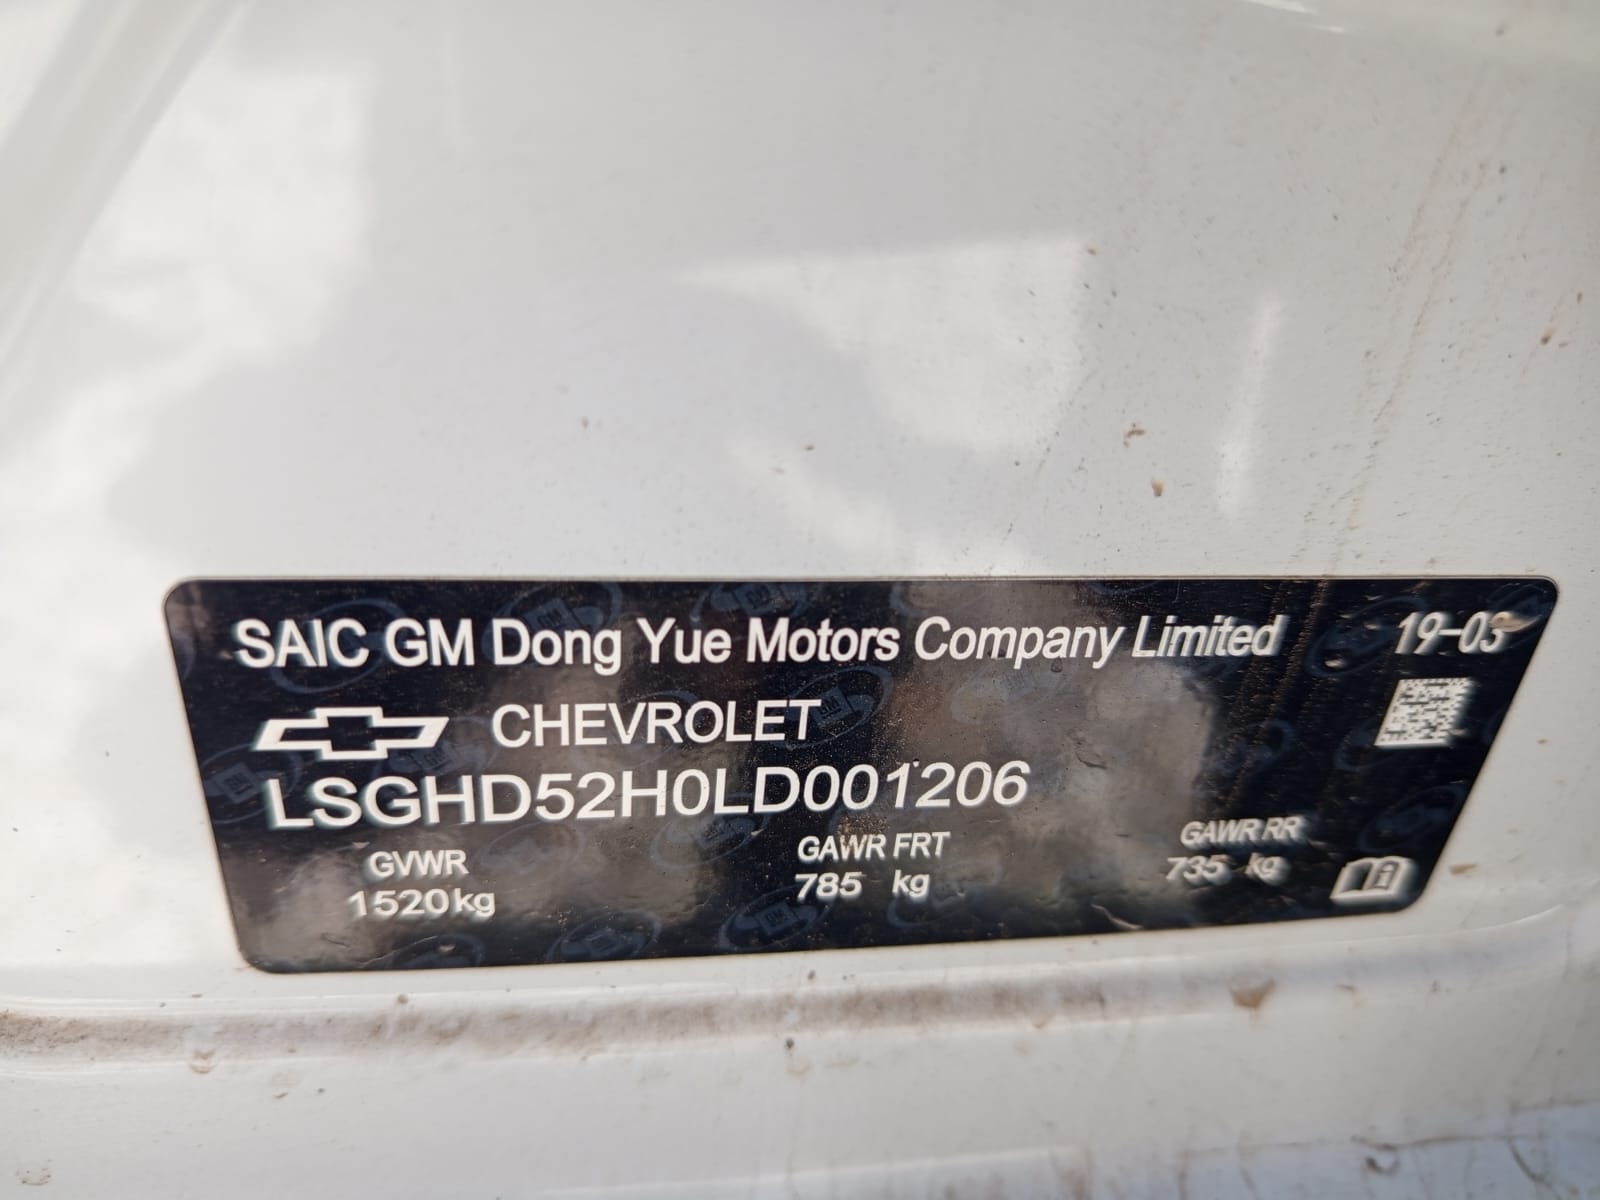 SAIC GM Dong Yue Motors Company Limited 19-03
CHEVROLET
LSGHD52H0LD001206
GVWR GAWR FRT GAWR RR
1520kg 785 kg 735 kg